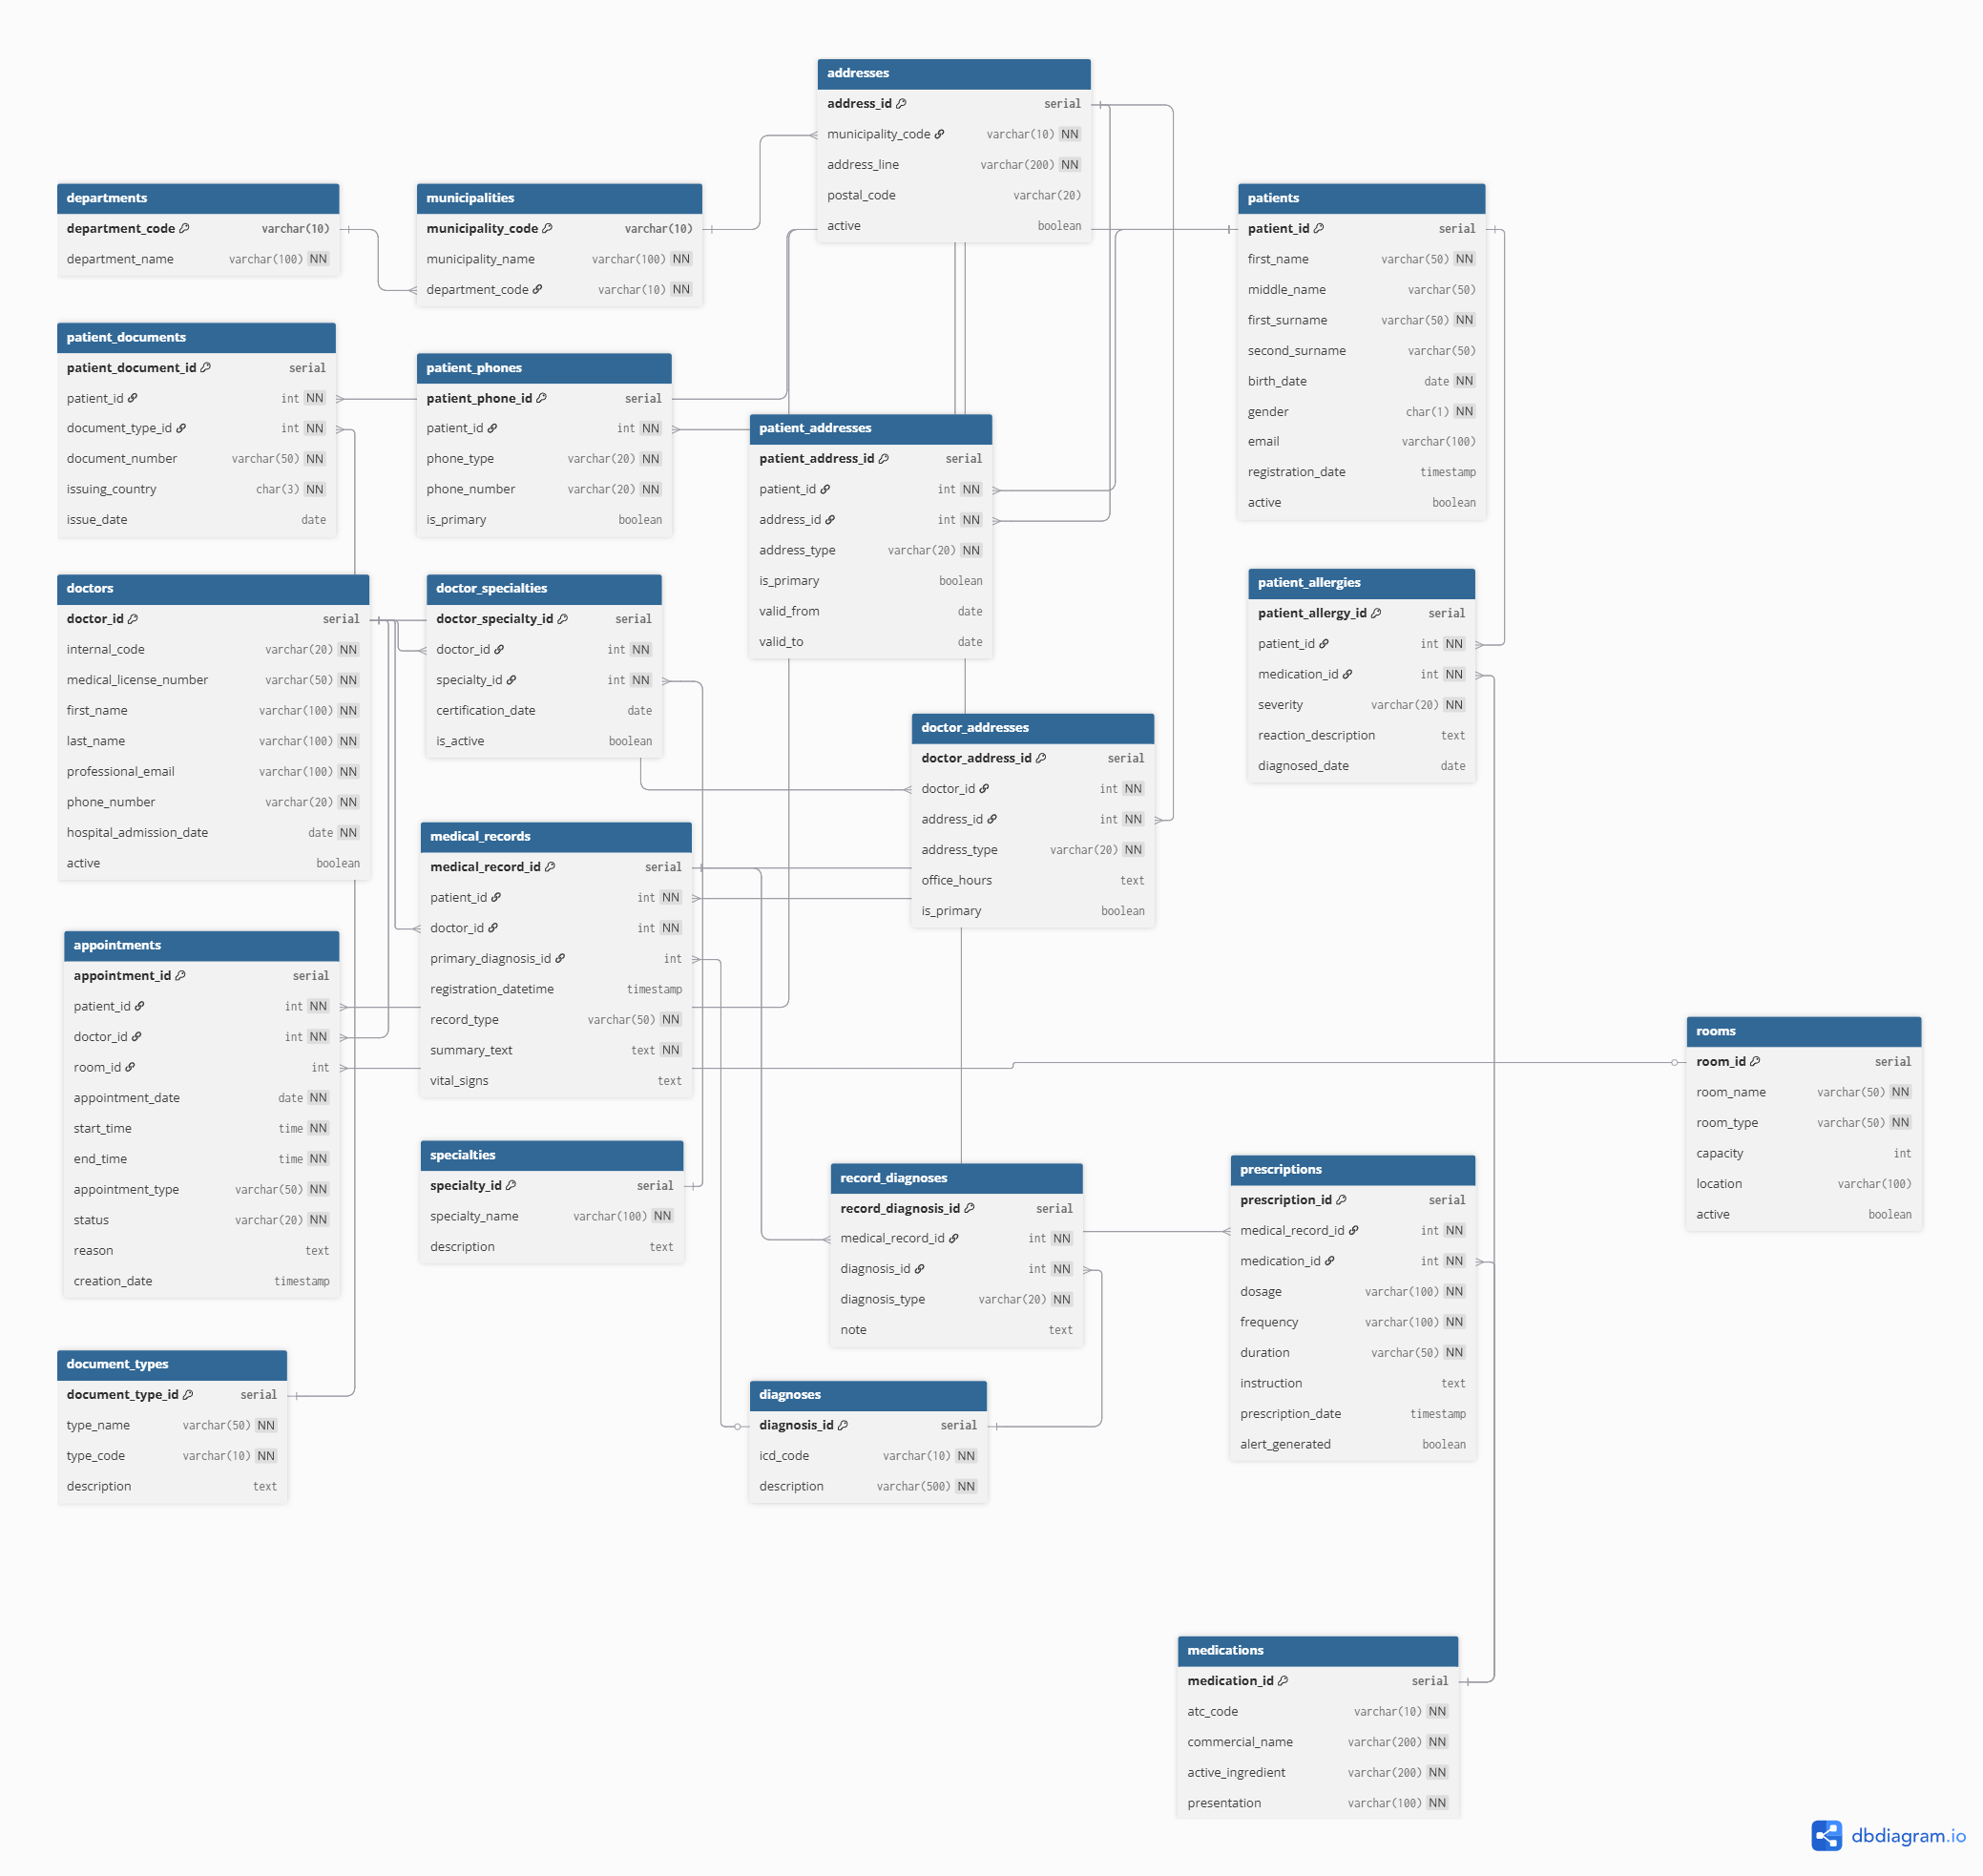 addresses
address_id serial
municipality_code varchar(10) NN
address_line varchar(200) NN
postal_code varchar(20)
active boolean
departments
department_code varchar(10)
department_name varchar(100) NN
municipalities
municipality_code varchar(10)
municipality_name varchar(100) NN
department_code varchar(10) NN
patients
patient_id serial
first_name varchar(50) NN
middle_name varchar(50)
first_surname varchar(50) NN
second_surname varchar(50)
birth_date date NN
gender char(1) NN
email varchar(100)
registration_date timestamp
active boolean
patient_documents
patient_document_id serial
patient_id int NN
document_type_id int NN
document_number varchar(50) NN
issuing_country char(3) NN
issue_date date
patient_phones
patient_phone_id serial
patient_id int NN
phone_type varchar(20) NN
phone_number varchar(20) NN
is_primary boolean
patient_addresses
patient_address_id serial
patient_id int NN
address_id int NN
address_type varchar(20) NN
is_primary boolean
valid_from date
valid_to date
doctors
doctor_id serial
internal_code varchar(20) NN
medical_license_number varchar(50) NN
first_name varchar(100) NN
last_name varchar(100) NN
professional_email varchar(100) NN
phone_number varchar(20) NN
hospital_admission_date date NN
active boolean
doctor_specialties
doctor_specialty_id serial
doctor_id int NN
specialty_id int NN
certification_date date
is_active boolean
patient_allergies
patient_allergy_id serial
patient_id int NN
medication_id int NN
severity varchar(20) NN
reaction_description text
diagnosed_date date
doctor_addresses
doctor_address_id serial
doctor_id int NN
address_id int NN
address_type varchar(20) NN
office_hours text
is_primary boolean
medical_records
medical_record_id serial
patient_id int NN
doctor_id int NN
primary_diagnosis_id int
registration_datetime timestamp
record_type varchar(50) NN
summary_text text NN
vital_signs text
appointments
appointment_id serial
patient_id int NN
doctor_id int NN
room_id int
appointment_date date NN
start_time time NN
end_time time NN
appointment_type varchar(50) NN
status varchar(20) NN
reason text
creation_date timestamp
rooms
room_id serial
room_name varchar(50) NN
room_type varchar(50) NN
capacity int
location varchar(100)
active boolean
specialties
specialty_id serial
specialty_name varchar(100) NN
description text
record_diagnoses
record_diagnosis_id serial
medical_record_id int NN
diagnosis_id int NN
diagnosis_type varchar(20) NN
note text
prescriptions
prescription_id serial
medical_record_id int NN
medication_id int NN
dosage varchar(100) NN
frequency varchar(100) NN
duration varchar(50) NN
instruction text
prescription_date timestamp
alert_generated boolean
document_types
document_type_id serial
type_name varchar(50) NN
type_code varchar(10) NN
description text
diagnoses
diagnosis_id serial
icd_code varchar(10) NN
description varchar(500) NN
medications
medication_id serial
atc_code varchar(10) NN
commercial_name varchar(200) NN
active_ingredient varchar(200) NN
presentation varchar(100) NN
dbdiagram.io